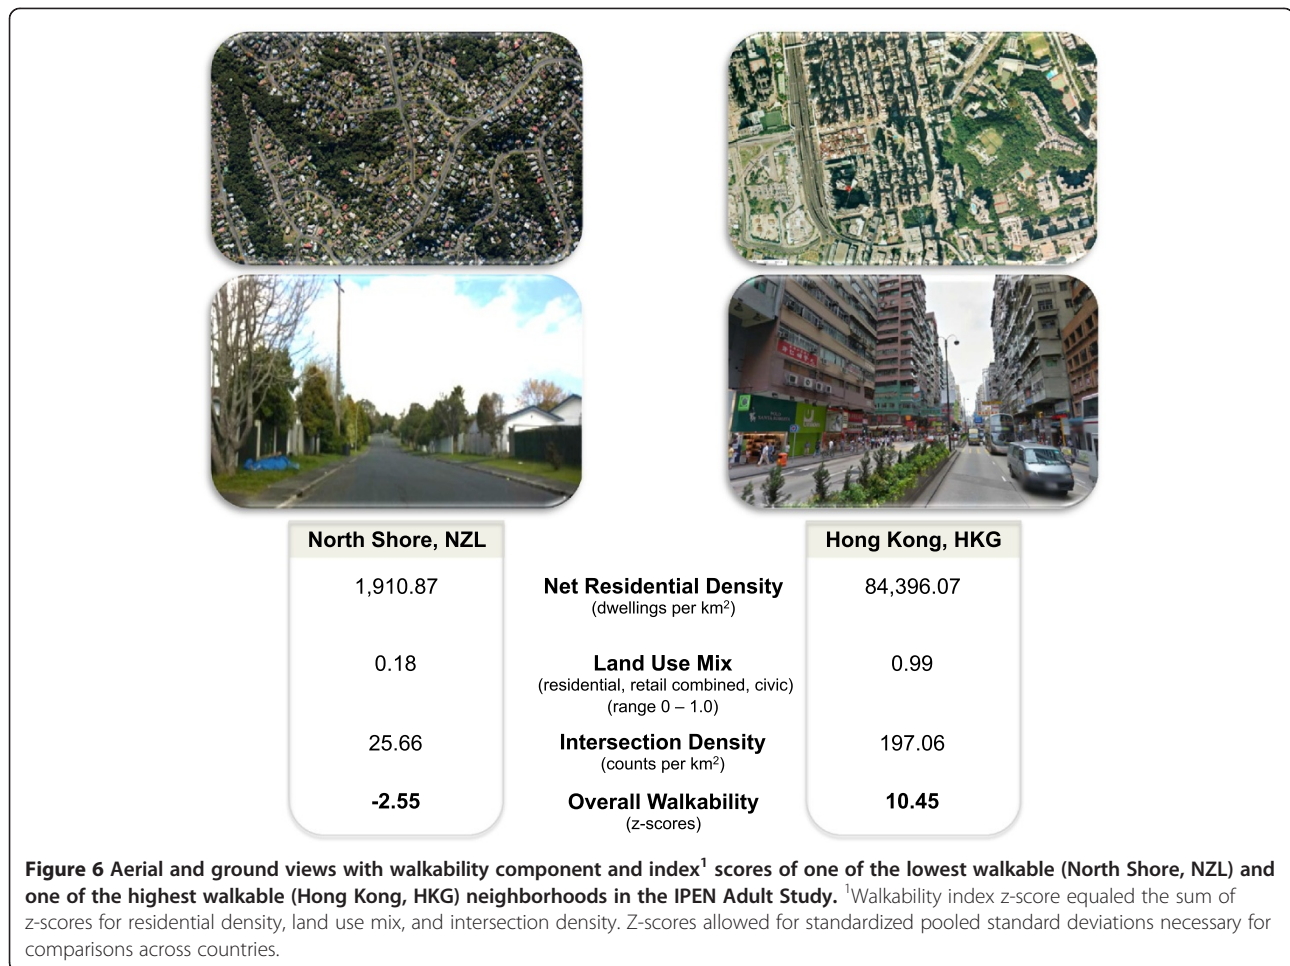 North Shore, NZL
Hong Kong, HKG
1,910.87
Net Residential Density
84,396.07
(dwellings per km²)
0.18
Land Use Mix
0.99
(residential, retail combined, civic)
(range 0 – 1.0)
25.66
Intersection Density
197.06
(counts per km²)
-2.55
Overall Walkability
10.45
(z-scores)
Figure 6 Aerial and ground views with walkability component and index¹ scores of one of the lowest walkable (North Shore, NZL) and
one of the highest walkable (Hong Kong, HKG) neighborhoods in the IPEN Adult Study. ¹Walkability index z-score equaled the sum of
z-scores for residential density, land use mix, and intersection density. Z-scores allowed for standardized pooled standard deviations necessary for
comparisons across countries.